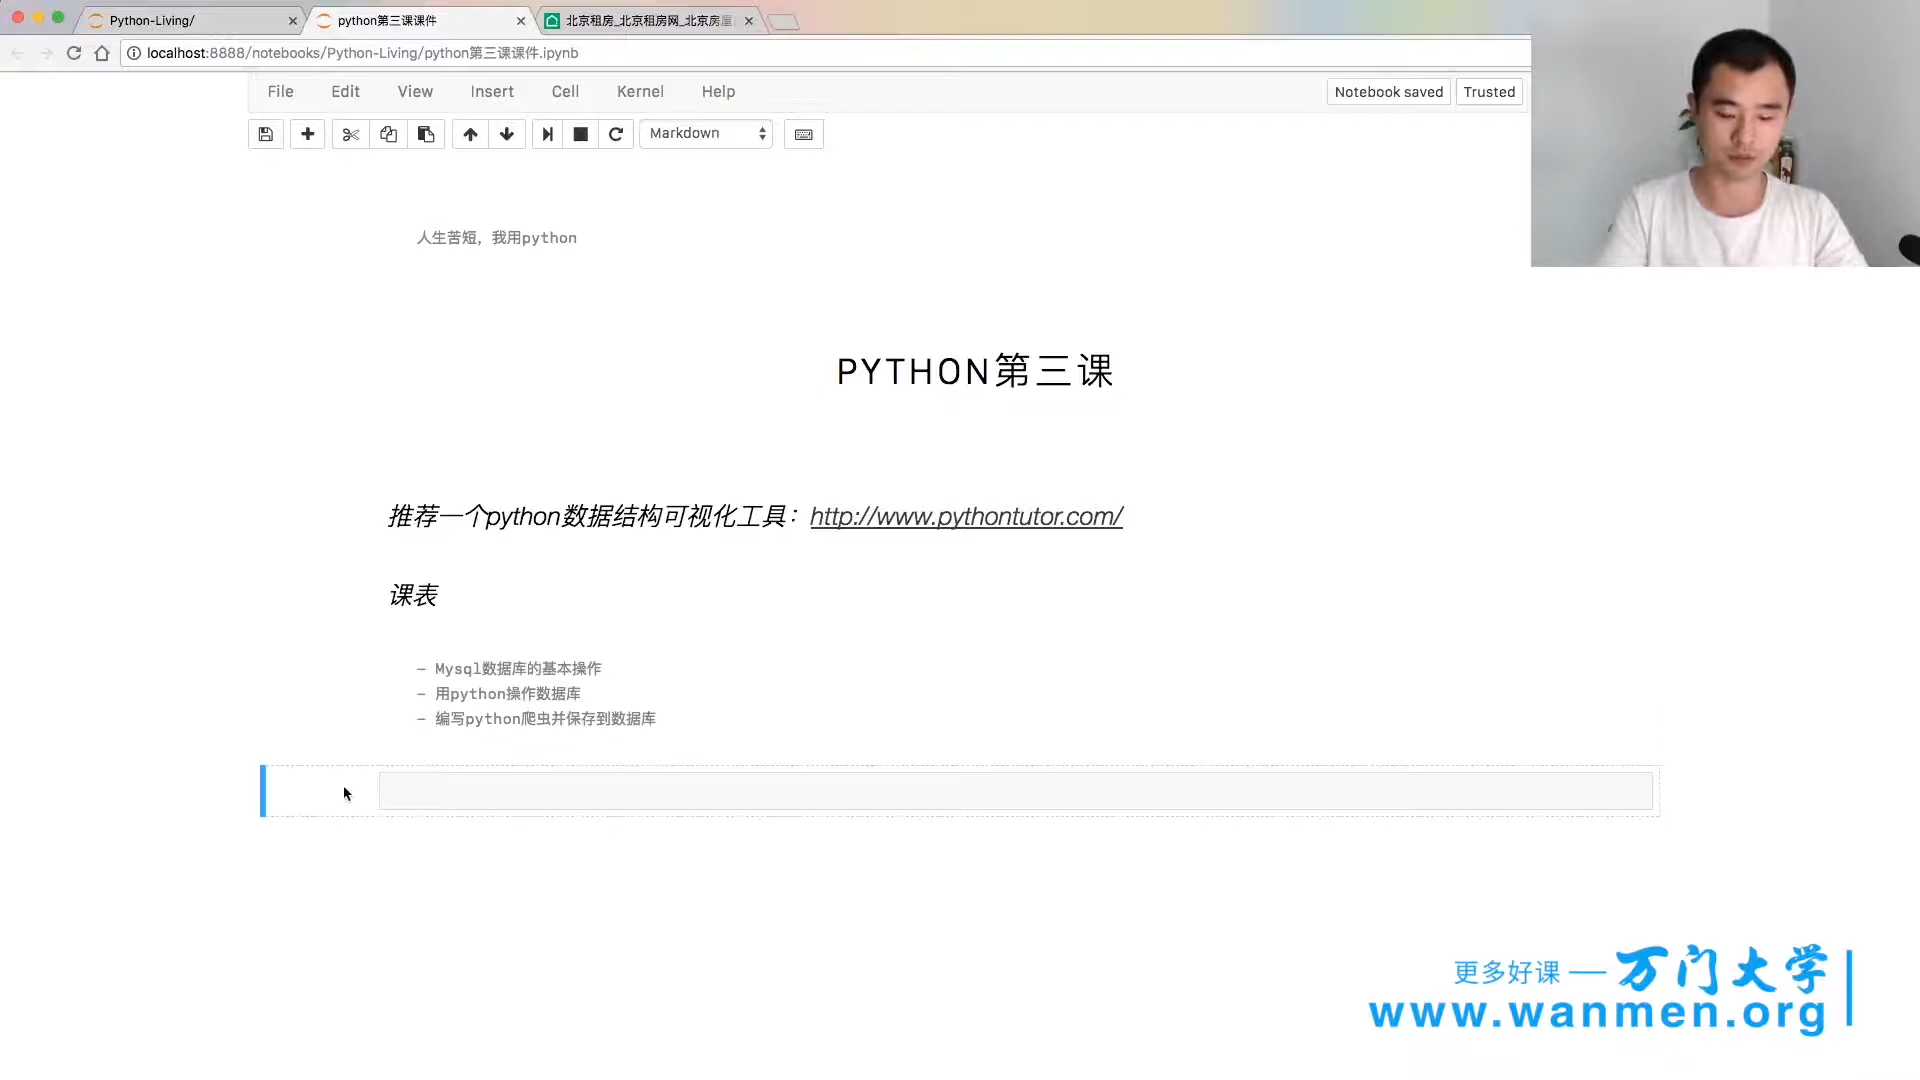 Python-Living/
python第三课课件
北京租房_北京租房网_北京房屋
localhost:8888/notebooks/Python-Living/python第三课课件.ipynb
File Edit View Insert Cell Kernel Help
Notebook saved Trusted
Markdown
人生苦短，我用python
PYTHON第三课
推荐一个python数据结构可视化工具：http://www.pythontutor.com/
课表
- Mysql数据库的基本操作
- 用python操作数据库
- 编写python爬虫并保存到数据库
更多好课 — 万门大学
www.wanmen.org